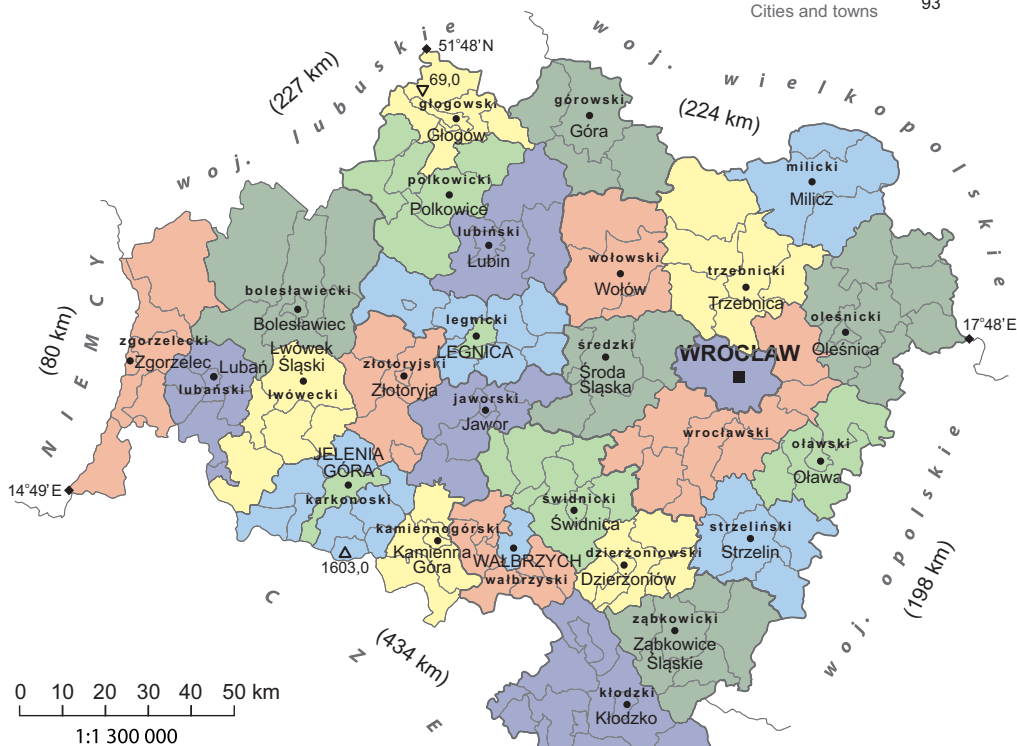 Cities and towns 93
woj. lubuskie
(227 km)
51°48'N
69,0
woj. wielkopolskie
(224 km)
głogowski
Głogów
górowski
Góra
milicki
Milicz
polkowicki
Polkowice
lubiński
Lubin
wołowski
Wołów
trzebnicki
Trzebnica
oleśnicki
Oleśnica
17°48'E
bolesławiecki
Bolesławiec
legnicki
LEGNICA
średzki
Środa
Śląska
WROCŁAW
NIEMCY
(80 km)
zgorzelecki
Zgorzelec
Lubań
lubański
Lwówek
Śląski
lwówecki
złotoryjski
Złotoryja
jaworski
Jawor
wrocławski
oławski
Oława
14°49'E
JELENIA
GÓRA
karkonoski
1603,0
kamiennogórski
Kamienna
Góra
WAŁBRZYCH
wałbrzyski
świdnicki
Świdnica
dzierżoniowski
Dzierżoniów
strzeliński
Strzelin
woj. opolskie
(198 km)
ząbkowicki
Ząbkowice
Śląskie
kłodzki
Kłodzko
C Z E
(434 km)
0 10 20 30 40 50 km
1:1 300 000